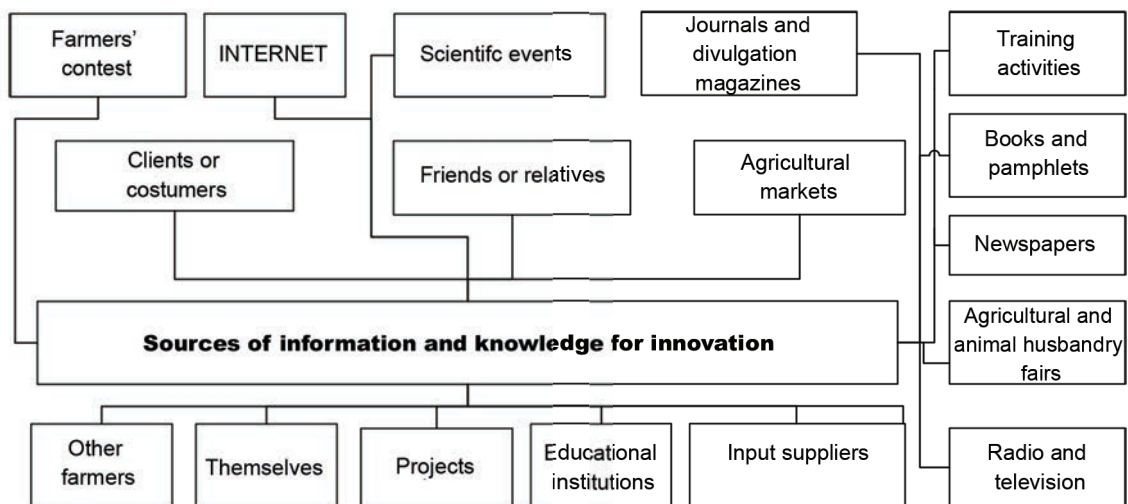 Farmers'
contest
INTERNET
Scientifc events
Journals and
divulgation
magazines
Training
activities
Clients or
costumers
Friends or relatives
Agricultural
markets
Books and
pamphlets
Newspapers
Sources of information and knowledge for innovation
Agricultural and
animal husbandry
fairs
Other
farmers
Themselves
Projects
Educational
institutions
Input suppliers
Radio and
television